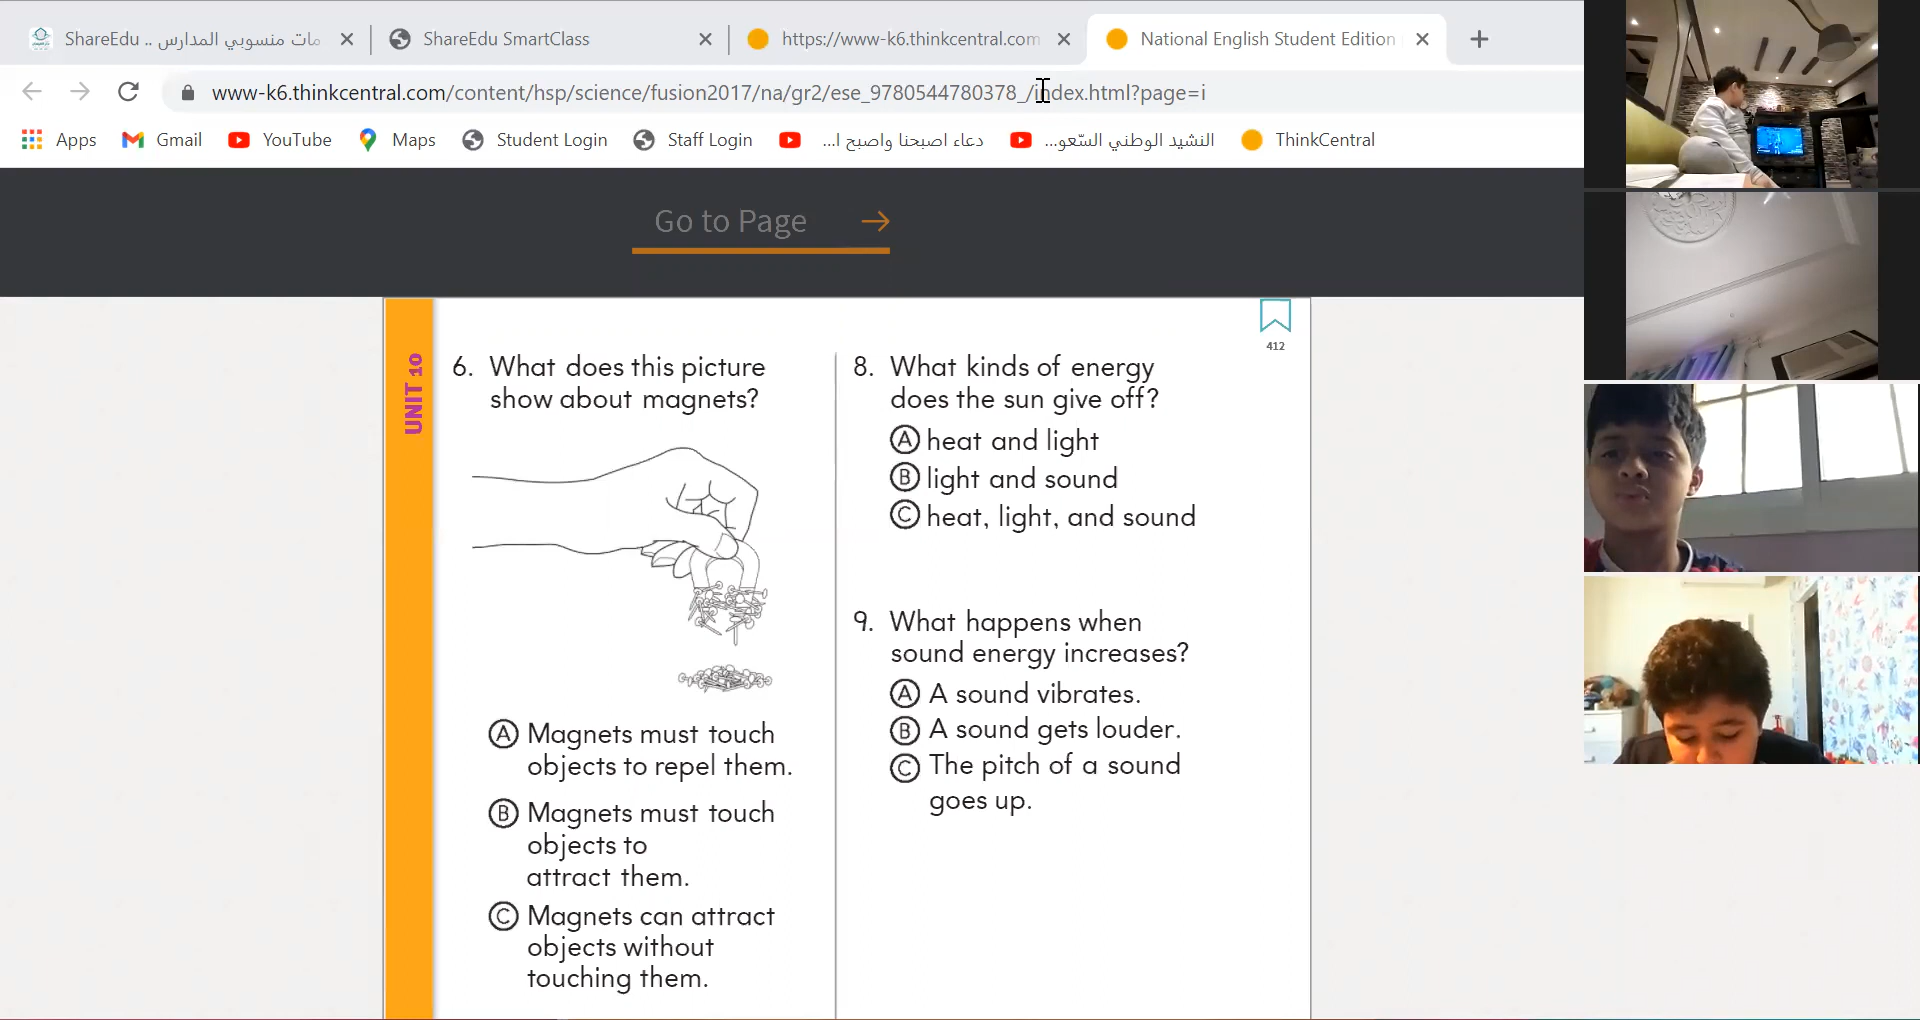 ShareEdu .. مات منسوبي المدارس
ShareEdu SmartClass
https://www-k6.thinkcentral.com
National English Student Edition
www-k6.thinkcentral.com/content/hsp/science/fusion2017/na/gr2/ese_9780544780378_/index.html?page=i
Apps
Gmail
YouTube
Maps
Student Login
Staff Login
دعاء اصبحنا واصبح ا...
النشيد الوطني السّعو...
ThinkCentral
Go to Page
412
UNIT 10
6. What does this picture
show about magnets?
A Magnets must touch
objects to repel them.
B Magnets must touch
objects to
attract them.
C Magnets can attract
objects without
touching them.
8. What kinds of energy
does the sun give off?
A heat and light
B light and sound
C heat, light, and sound
9. What happens when
sound energy increases?
A A sound vibrates.
B A sound gets louder.
C The pitch of a sound
goes up.